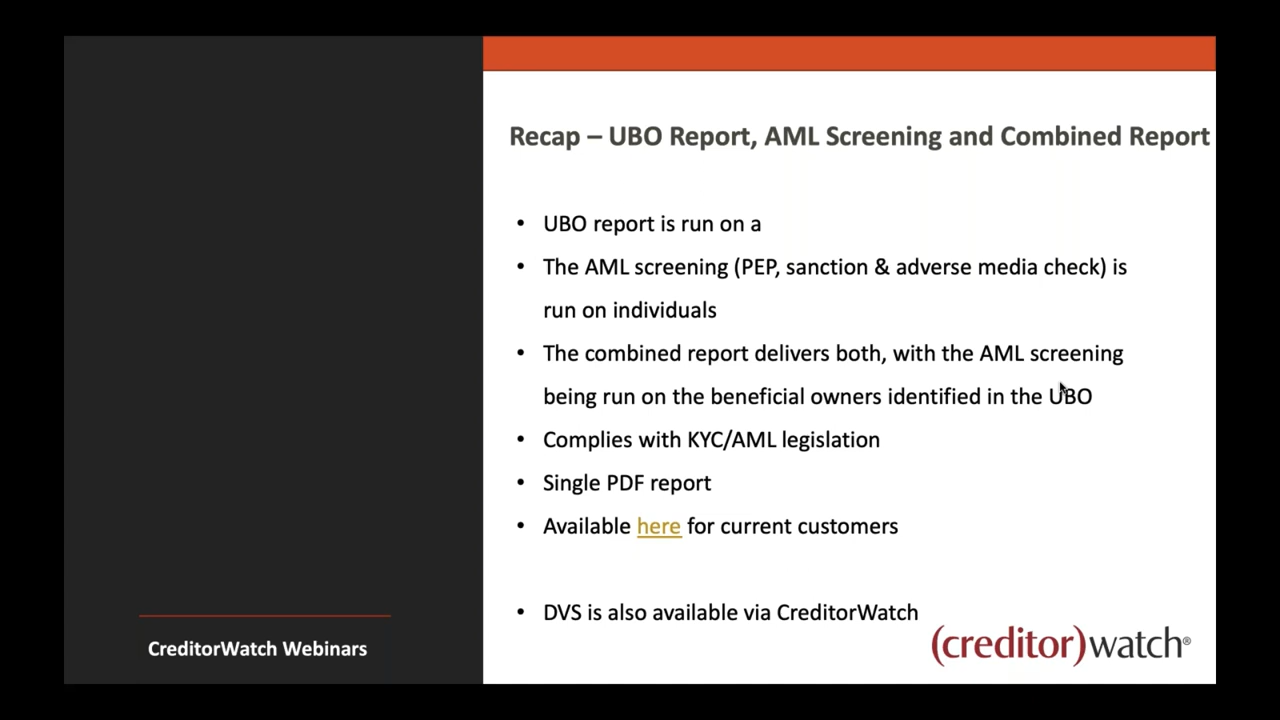 Recap – UBO Report, AML Screening and Combined Report
• UBO report is run on a
• The AML screening (PEP, sanction & adverse media check) is
run on individuals
• The combined report delivers both, with the AML screening
being run on the beneficial owners identified in the UBO
• Complies with KYC/AML legislation
• Single PDF report
• Available here for current customers
• DVS is also available via CreditorWatch
CreditorWatch Webinars
(creditor)watch®